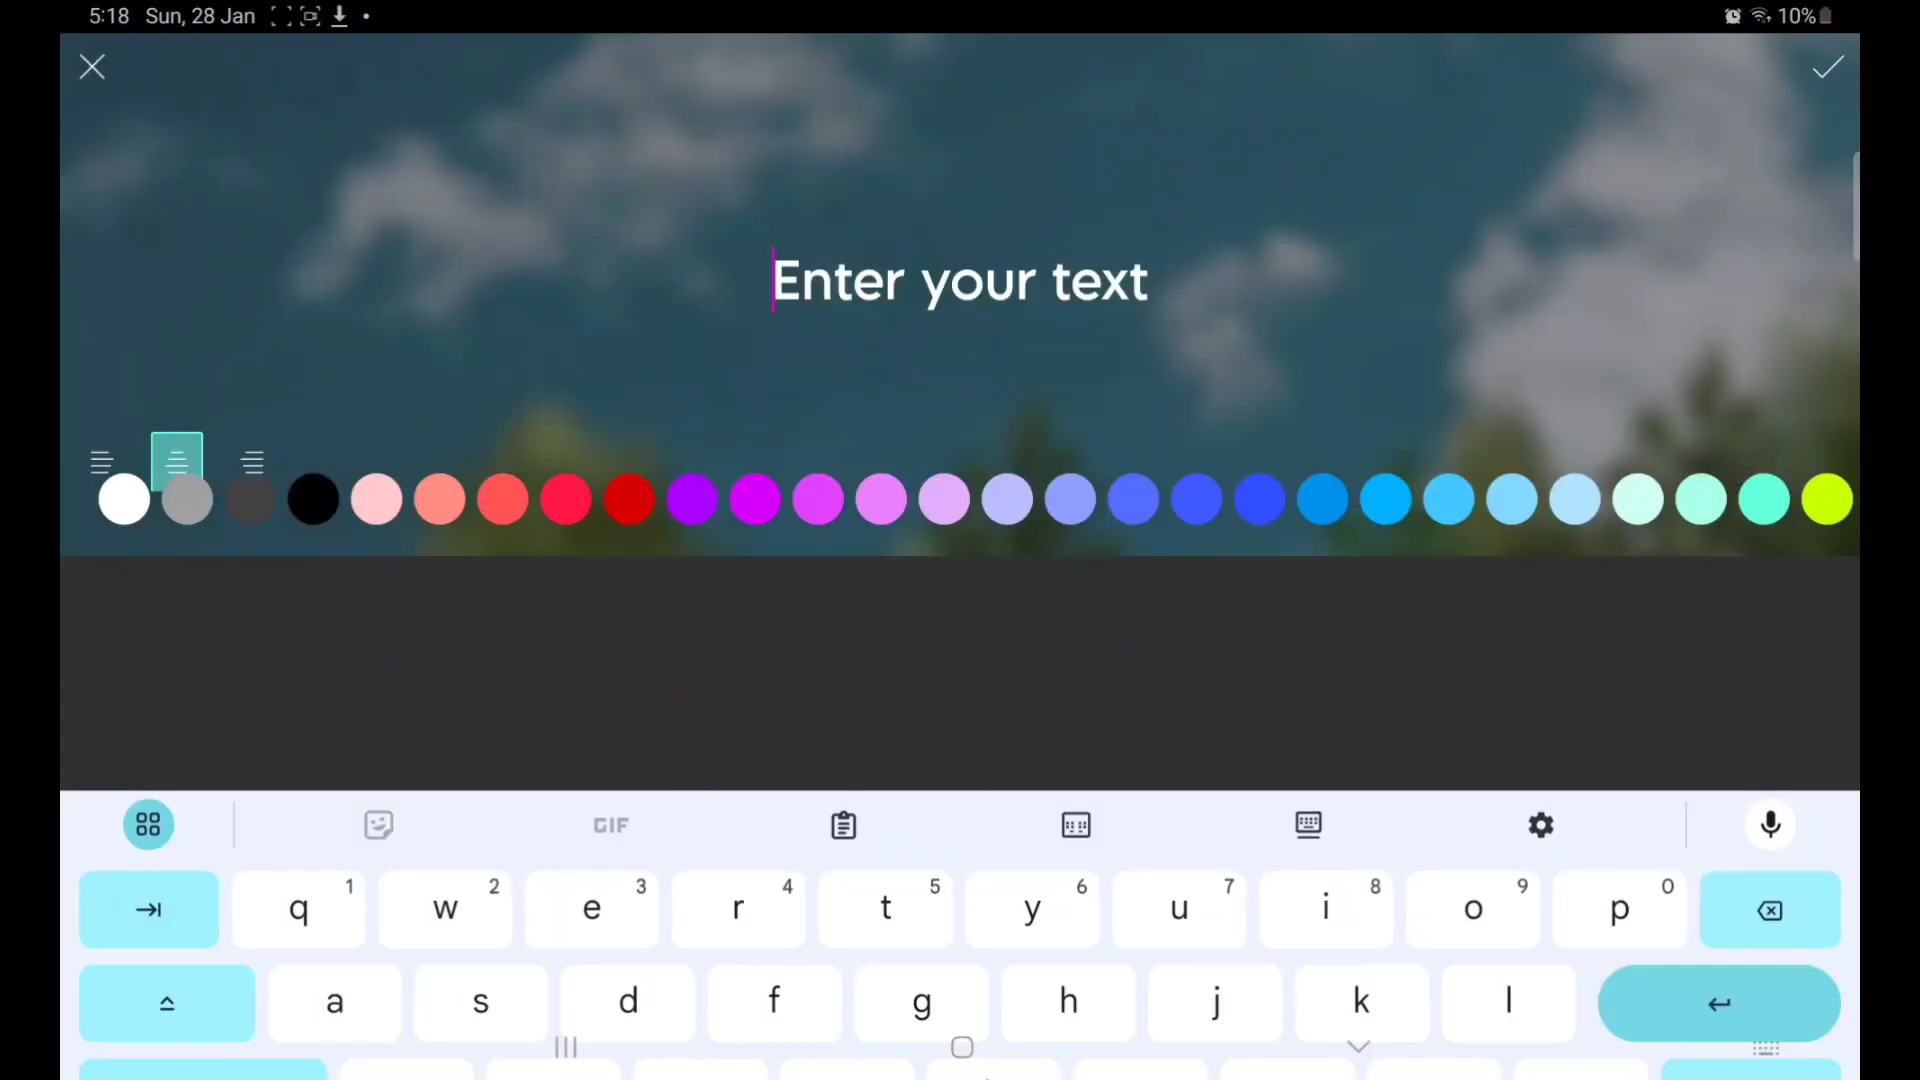 5:18 Sun, 28 Jan 10%
Enter your text
GIF
q 1 w 2 e 3 r 4 t 5 y 6 u 7 i 8 o 9 p 0
a s d f g h j k l